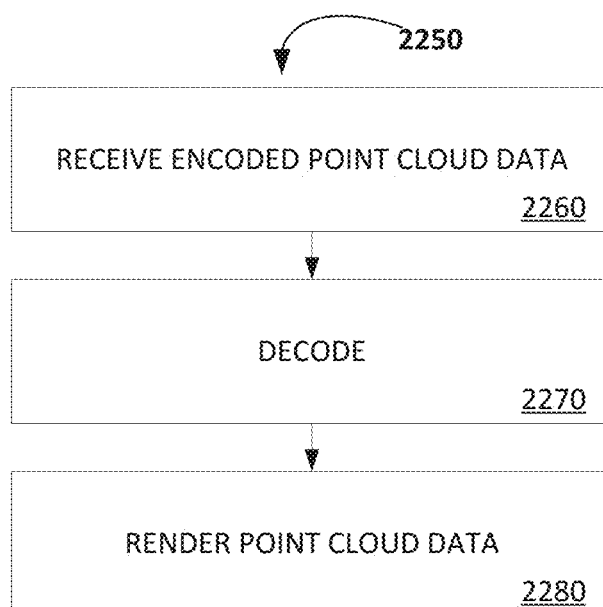 2250
RECEIVE ENCODED POINT CLOUD DATA
2260
DECODE
2270
RENDER POINT CLOUD DATA
2280